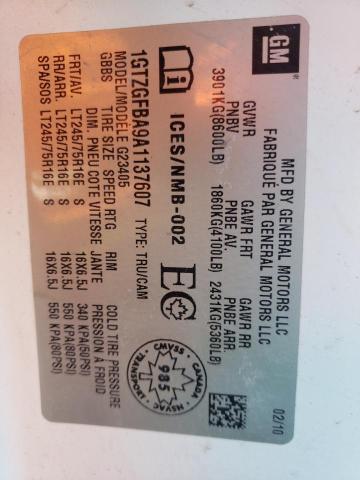 GM
02/10
MFD BY GENERAL MOTORS LLC
FABRIQUÉ PAR GENERAL MOTORS LLC
GVWR GAWR FRT GAWR RR
PNBV PNBE AV. PNBE ARR.
3901KG(8600LB) 1860KG(4100LB) 2431KG(5360LB)
ICES/NMB-002
EC
CANADA
CMVSS
985
NSVAC
TRANSPORT
1GTZGFBA9A1137607 TYPE: TRU/CAM
MODEL/MODELE G23405
GBBS TIRE SIZE SPEED RTG RIM COLD TIRE PRESSURE
DIM. PNEU COTE VITESSE JANTE PRESSION A FROID
FRT/AV. LT245/75R16E S 16X6.5J 340 KPA(50PSI)
RR/ARR. LT245/75R16E S 16X6.5J 550 KPA(80PSI)
SPA/SOS LT245/75R16E S 16X6.5J 550 KPA(80PSI)